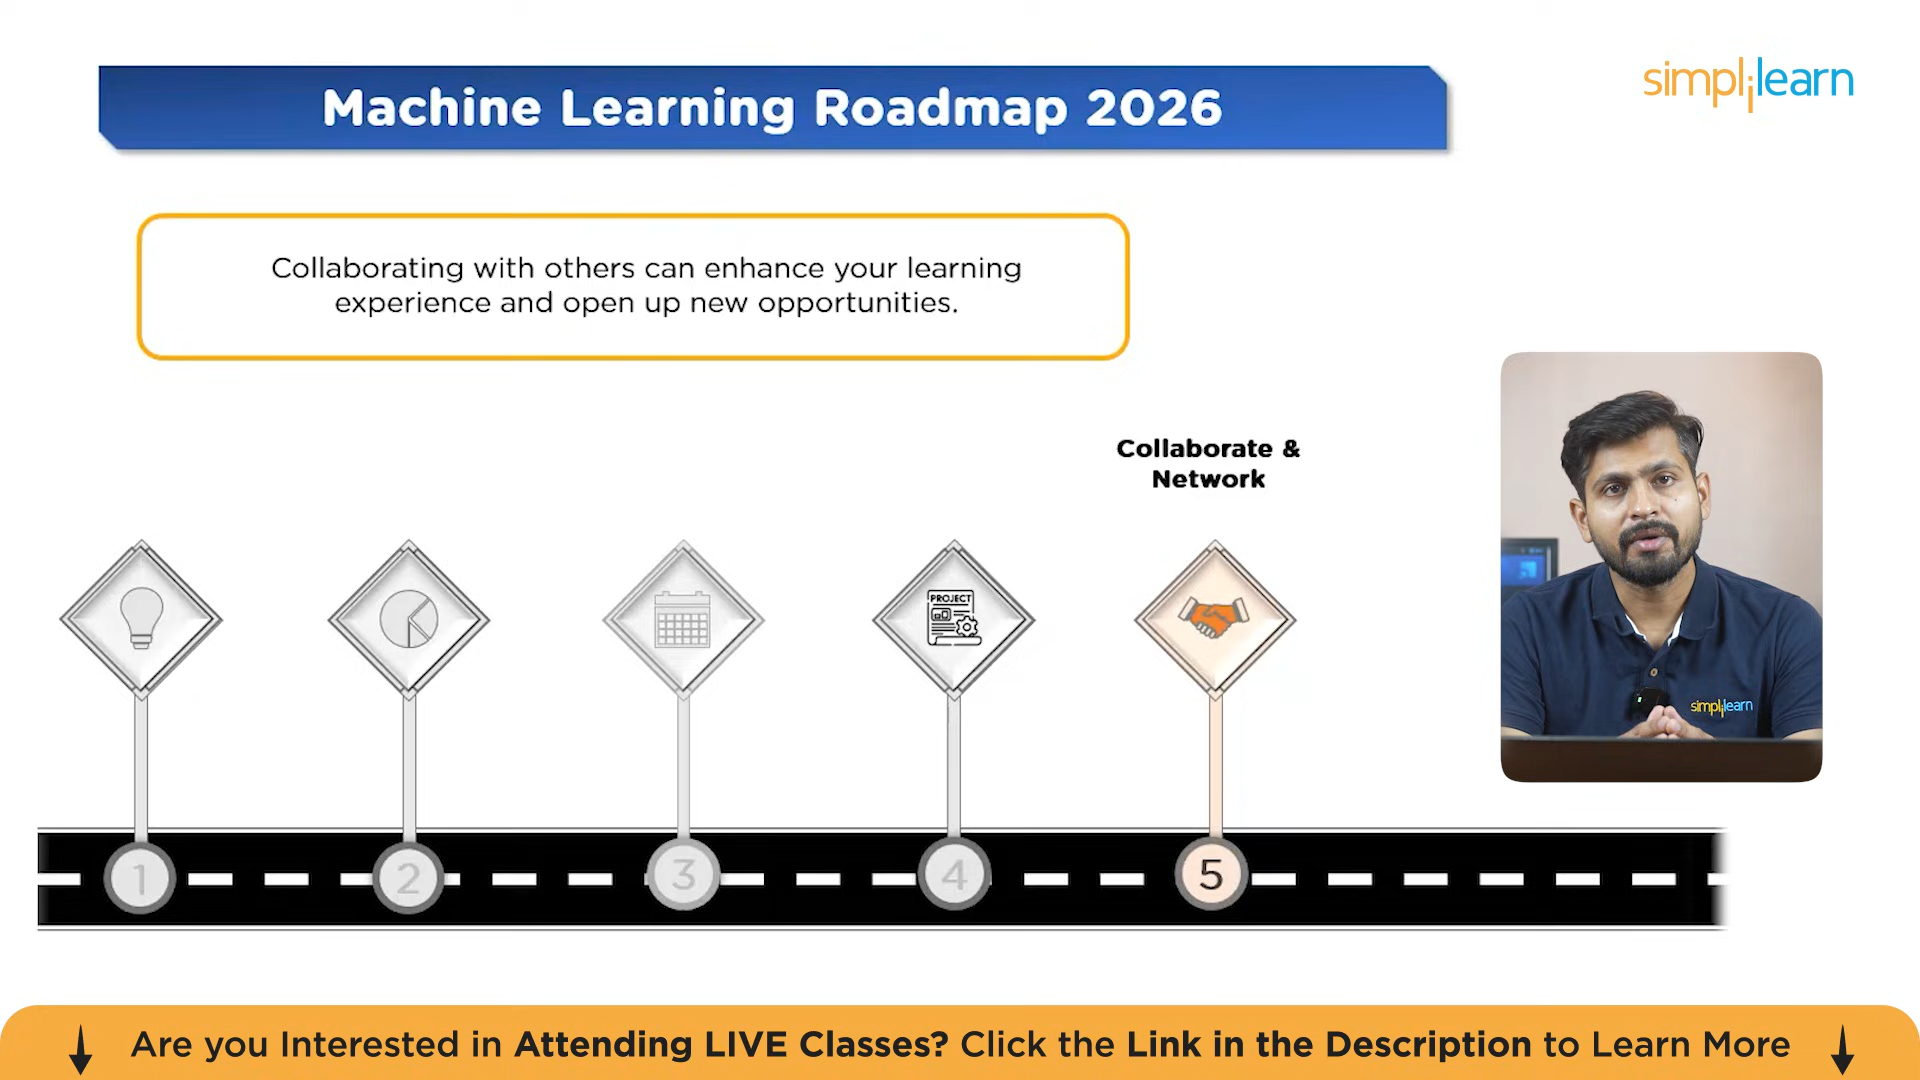 Machine Learning Roadmap 2026
simplilearn
Collaborating with others can enhance your learning
experience and open up new opportunities.
Collaborate &
Network
PROJECT
simplilearn
1
2
3
4
5
Are you Interested in Attending LIVE Classes? Click the Link in the Description to Learn More